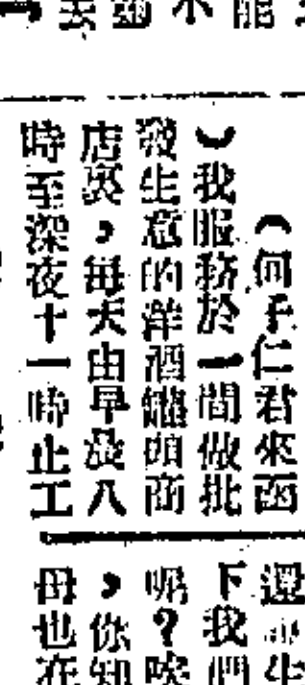 （何手仁君來函
）我服務於一間做批
發生意的洋酒罐頭商
店裏，每天由早晨八
時至深夜十一時止工
還
下我們
呢？唉
，你知
母也在